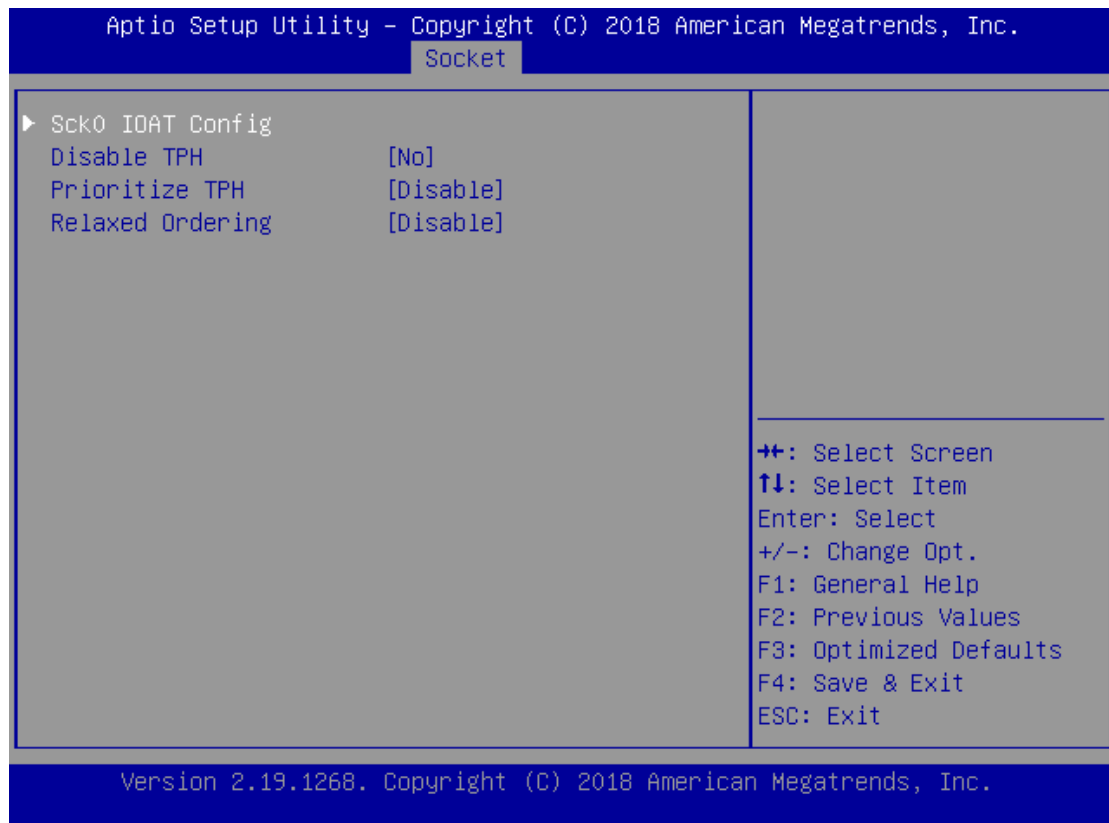 Aptio Setup Utility – Copyright (C) 2018 American Megatrends, Inc.
Socket
▶ Sck0 IOAT Config
Disable TPH [No]
Prioritize TPH [Disable]
Relaxed Ordering [Disable]
→←: Select Screen
↑↓: Select Item
Enter: Select
+/-: Change Opt.
F1: General Help
F2: Previous Values
F3: Optimized Defaults
F4: Save & Exit
ESC: Exit
Version 2.19.1268. Copyright (C) 2018 American Megatrends, Inc.